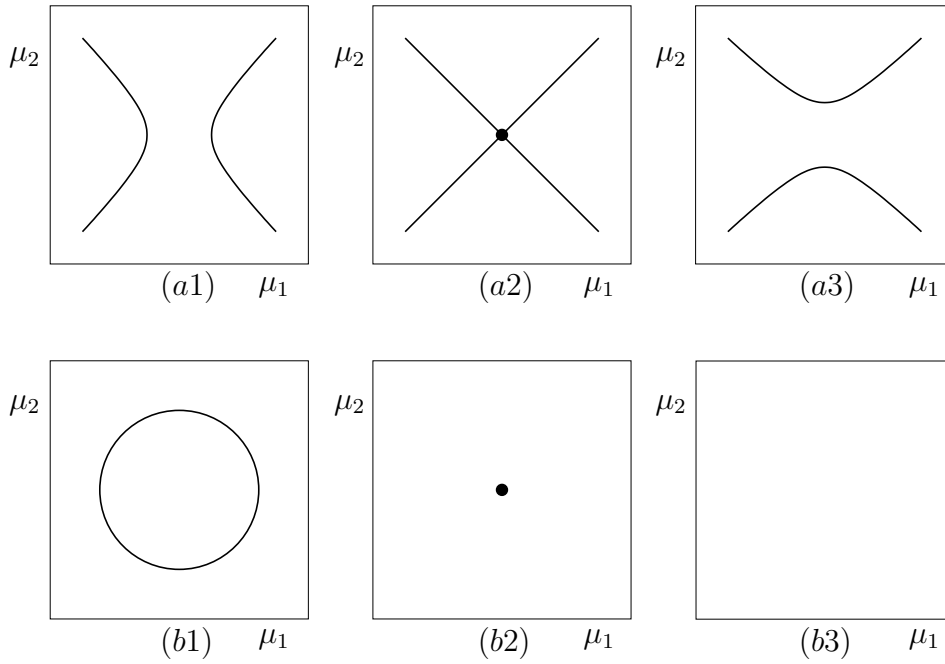 μ₂ μ₂ μ₂
(a1) μ₁ (a2) μ₁ (a3) μ₁
μ₂ μ₂ μ₂
(b1) μ₁ (b2) μ₁ (b3) μ₁